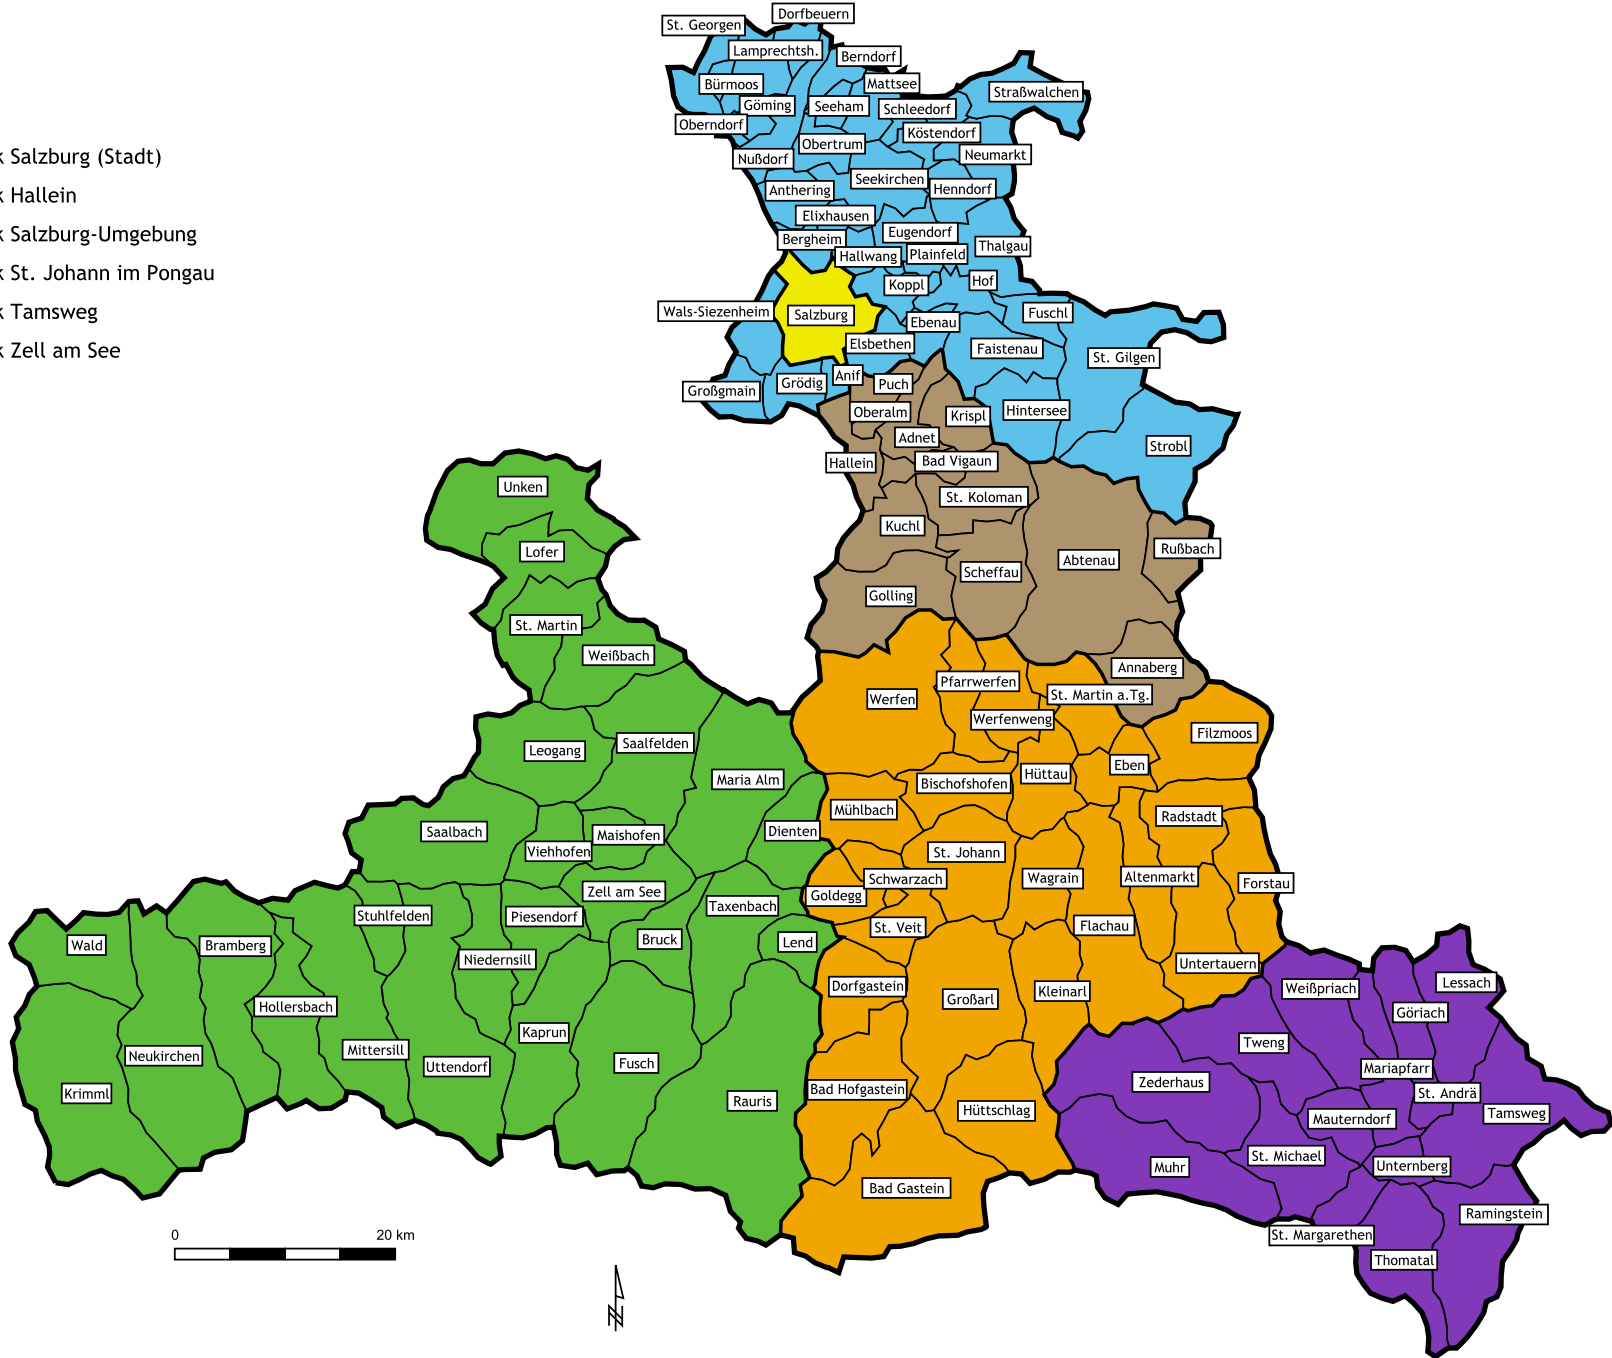 St. Georgen
Dorfbeuern
Lamprechtsh.
Berndorf
Bürmoos
Mattsee
Straßwalchen
Göming
Seeham
Schleedorf
Oberndorf
Köstendorf
Obertrum
Neumarkt
Nußdorf
Seekirchen
Henndorf
Anthering
Elixhausen
Eugendorf
Bergheim
Thalgau
Hallwang
Plainfeld
Koppl
Hof
Wals-Siezenheim
Salzburg
Fuschl
Ebenau
Elsbethen
Faistenau
St. Gilgen
Großgmain
Grödig
Anif
Puch
Oberalm
Krispl
Hintersee
Adnet
Strobl
Hallein
Bad Vigaun
St. Koloman
Kuchl
Rußbach
Abtenau
Scheffau
Golling
Annaberg
k Salzburg (Stadt)
k Hallein
k Salzburg-Umgebung
k St. Johann im Pongau
k Tamsweg
k Zell am See
Unken
Lofer
St. Martin
Weißbach
Leogang
Saalfelden
Maria Alm
Saalbach
Viehhofen
Maishofen
Dienten
Zell am See
Stuhlfelden
Piesendorf
Taxenbach
Wald
Bramberg
Niedernsill
Bruck
Lend
Hollersbach
Kaprun
Neukirchen
Mittersill
Uttendorf
Fusch
Krimml
Rauris
Werfen
Pfarrwerfen
St. Martin a.Tg.
Werfenweng
Filzmoos
Bischofshofen
Hüttau
Eben
Mühlbach
Radstadt
St. Johann
Goldegg
Schwarzach
Wagrain
Altenmarkt
Forstau
St. Veit
Flachau
Untertauern
Dorfgastein
Großarl
Kleinarl
Bad Hofgastein
Hüttschlag
Bad Gastein
Weißpriach
Lessach
Göriach
Tweng
Mariapfarr
Zederhaus
St. Andrä
Mauterndorf
Tamsweg
Muhr
St. Michael
Unternberg
Ramingstein
St. Margarethen
Thomatal
0
20 km
N